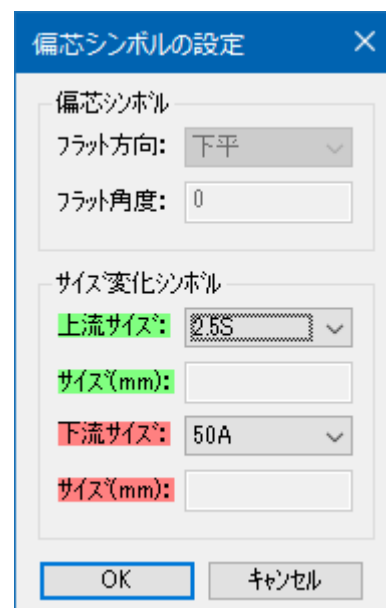 偏芯シンボルの設定
偏芯ｼﾝﾎﾞﾙ
ﾌﾗｯﾄ方向: 下平
ﾌﾗｯﾄ角度: 0
ｻｲｽﾞ変化ｼﾝﾎﾞﾙ
上流ｻｲｽﾞ: 2.5S
ｻｲｽﾞ(mm):
下流ｻｲｽﾞ: 50A
ｻｲｽﾞ(mm):
OK ｷｬﾝｾﾙ